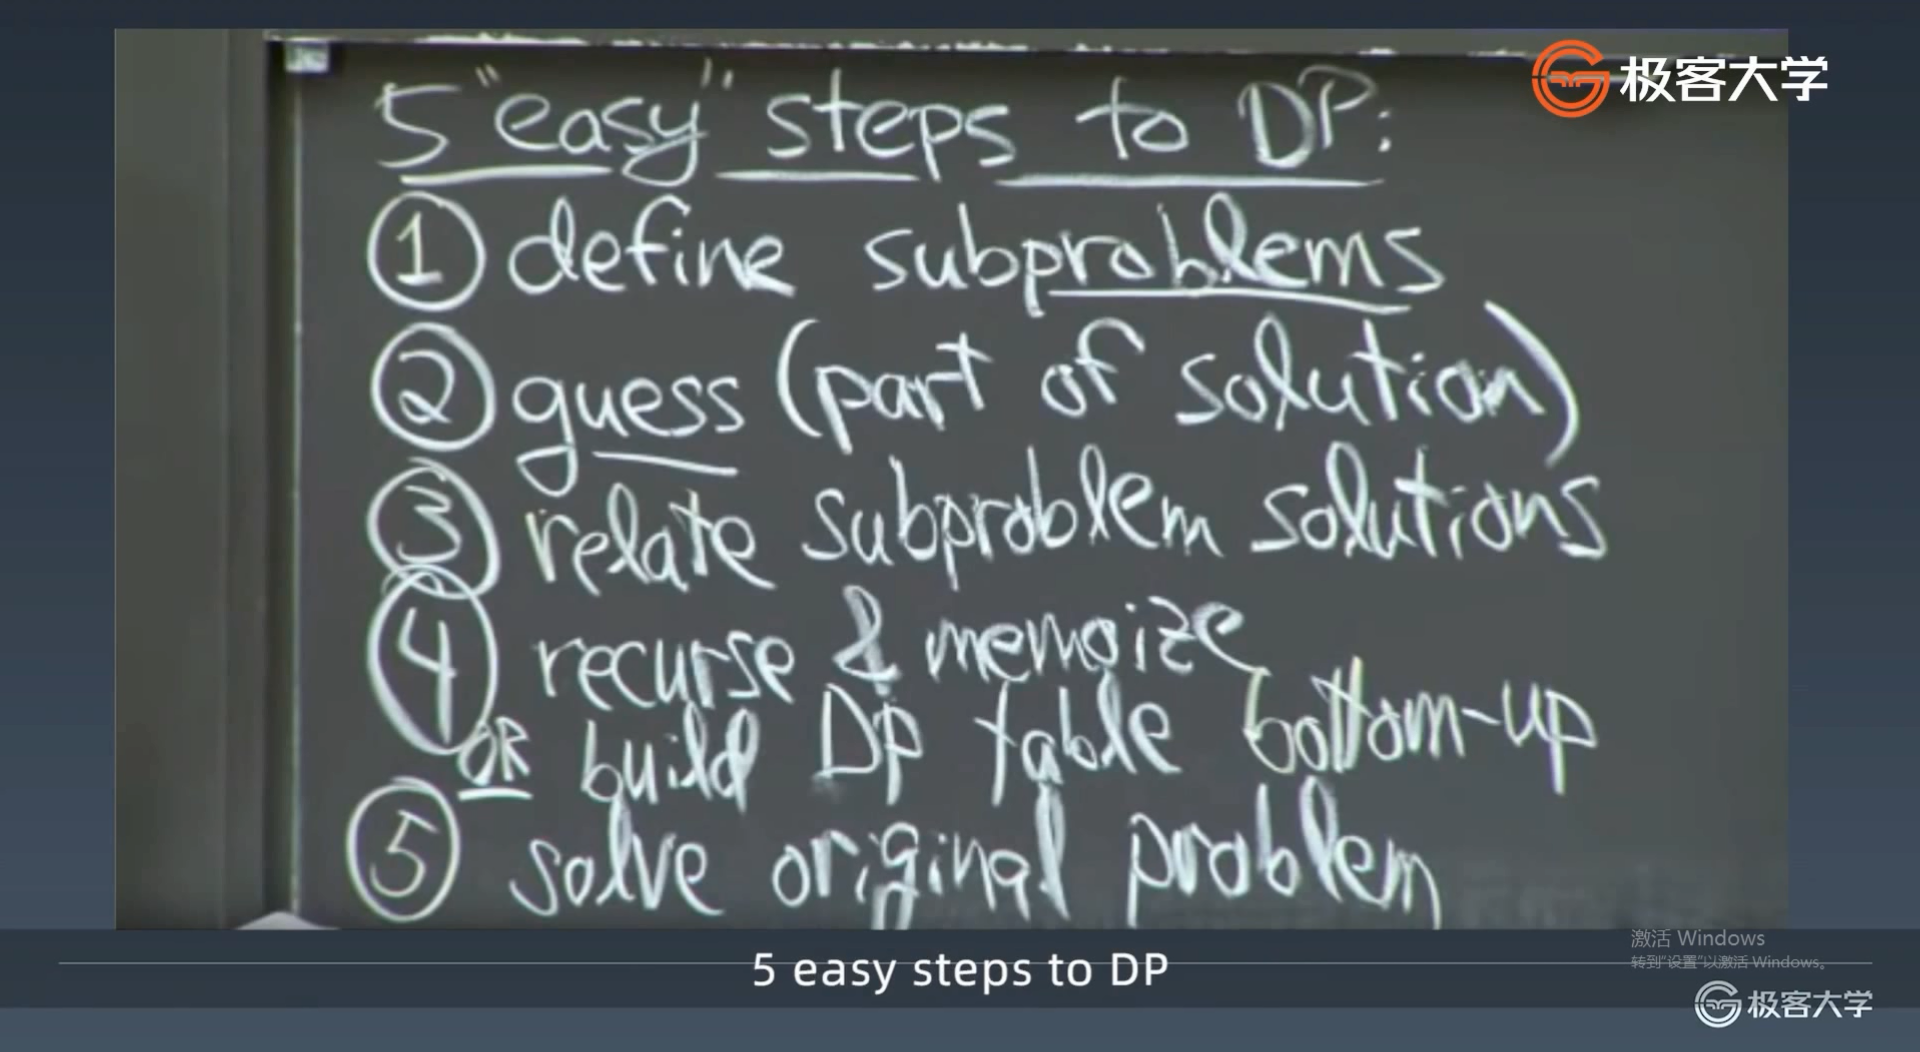 极客大学
5 "easy" steps to DP:
① define subproblems
② guess (part of solution)
③ relate subproblem solutions
④ recurse & memoize
OR build DP table bottom-up
⑤ solve original problem
激活 Windows
转到"设置"以激活 Windows。
5 easy steps to DP
极客大学